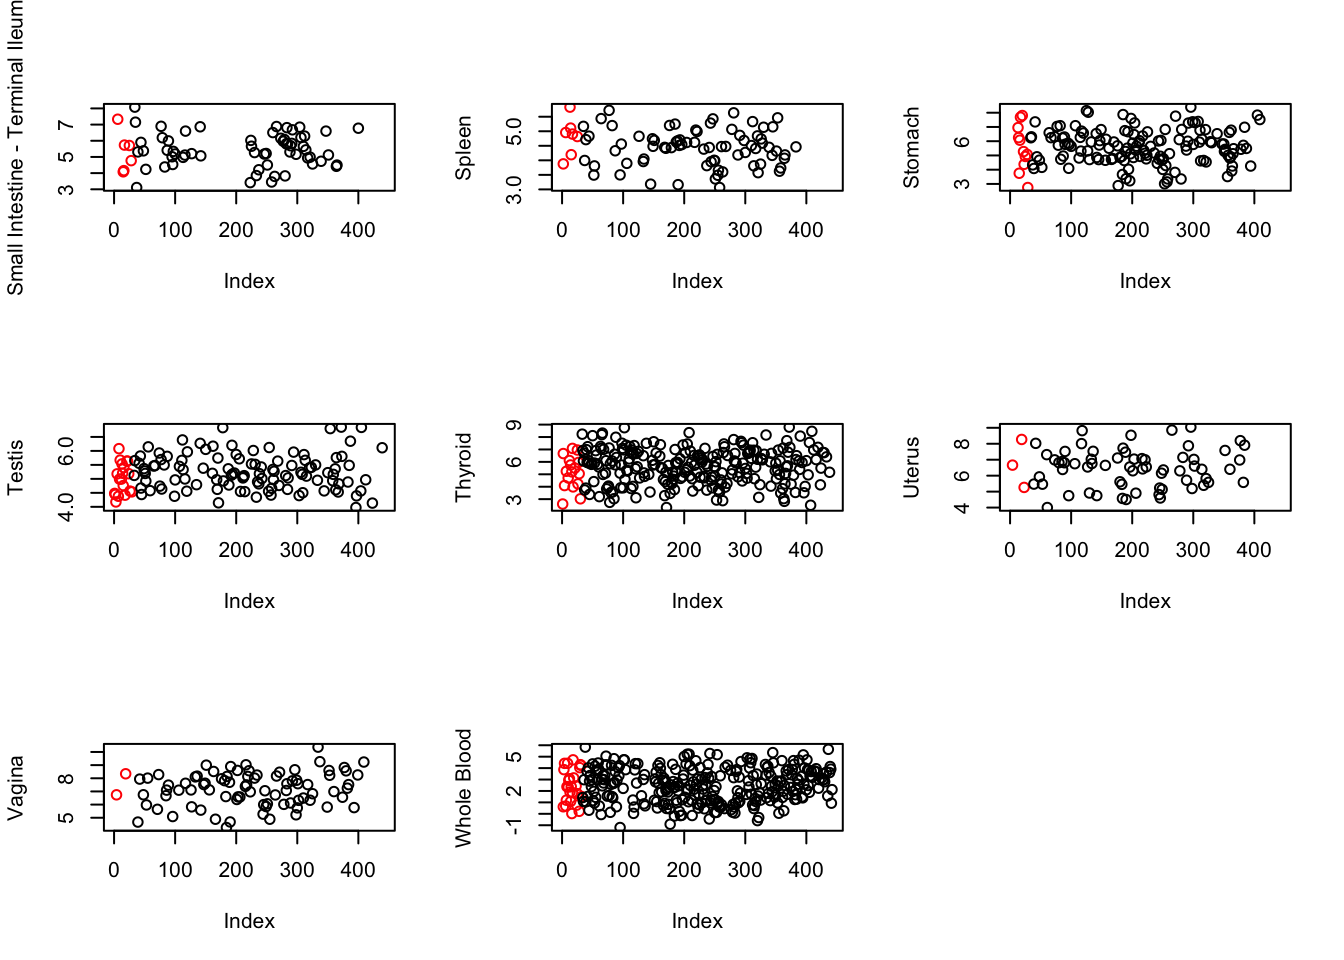 Small Intestine - Terminal Ileum
3 5 7
0 100 200 300 400
Index
Spleen
3.0 5.0
0 100 200 300 400
Index
Stomach
3 6
0 100 200 300 400
Index
Testis
4.0 6.0
0 100 200 300 400
Index
Thyroid
3 6 9
0 100 200 300 400
Index
Uterus
4 6 8
0 100 200 300 400
Index
Vagina
5 8
0 100 200 300 400
Index
Whole Blood
-1 2 5
0 100 200 300 400
Index